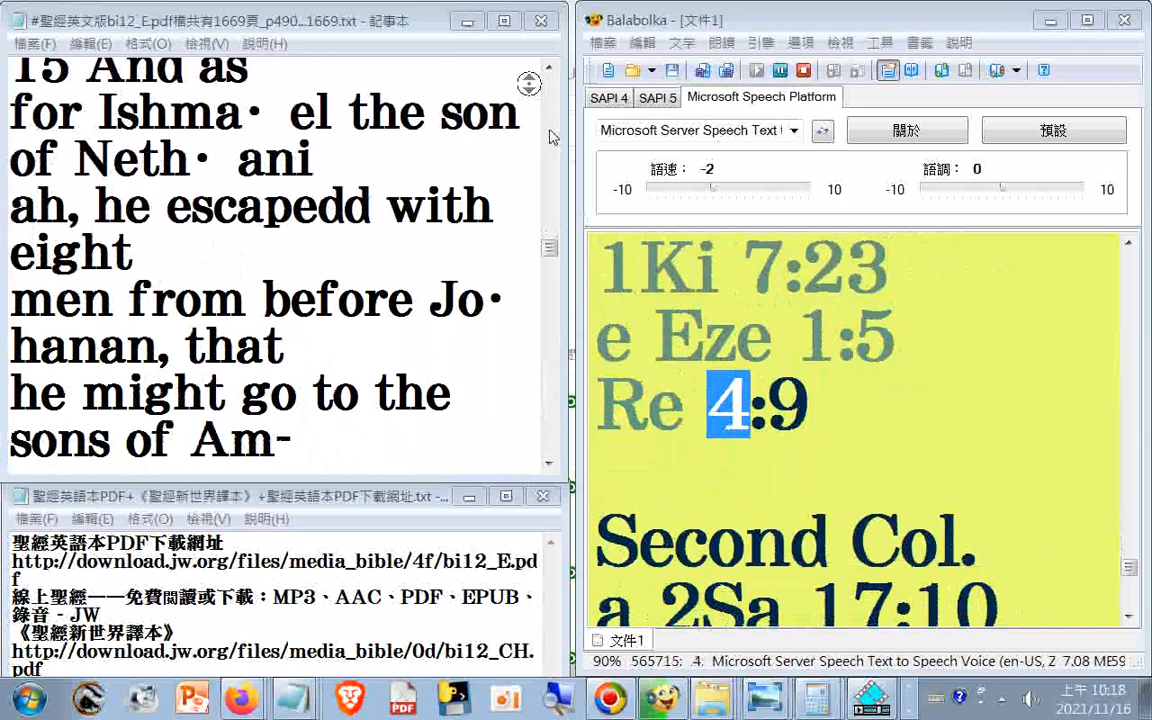 #聖經英文版bi12_E.pdf橫共有1669頁_p490...1669.txt - 記事本
檔案(F) 編輯(E) 格式(O) 檢視(V) 說明(H)
15 And as
for Ishma· el the son
of Neth· ani
ah, he escapedd with
eight
men from before Jo·
hanan, that
he might go to the
sons of Am-
聖經英語本PDF+《聖經新世界譯本》+聖經英語本PDF下載網址.txt -...
檔案(F) 編輯(E) 格式(O) 檢視(V) 說明(H)
聖經英語本PDF下載網址
http://download.jw.org/files/media_bible/4f/bi12_E.pd
f
線上聖經——免費閱讀或下載：MP3、AAC、PDF、EPUB、
錄音 - JW
《聖經新世界譯本》
http://download.jw.org/files/media_bible/0d/bi12_CH.
pdf
Balabolka - [文件1]
檔案 編輯 文字 朗讀 引擎 選項 檢視 工具 書籤 說明
SAPI 4 SAPI 5 Microsoft Speech Platform
Microsoft Server Speech Text 關於 預設
語速： -2 語調： 0
-10 10 -10 10
1Ki 7:23
e Eze 1:5
Re 4:9
Second Col.
a 2Sa 17:10
文件1
90% 565715: .4: Microsoft Server Speech Text to Speech Voice (en-US, Z 7.08 ME59
上午 10:18
2021/11/16